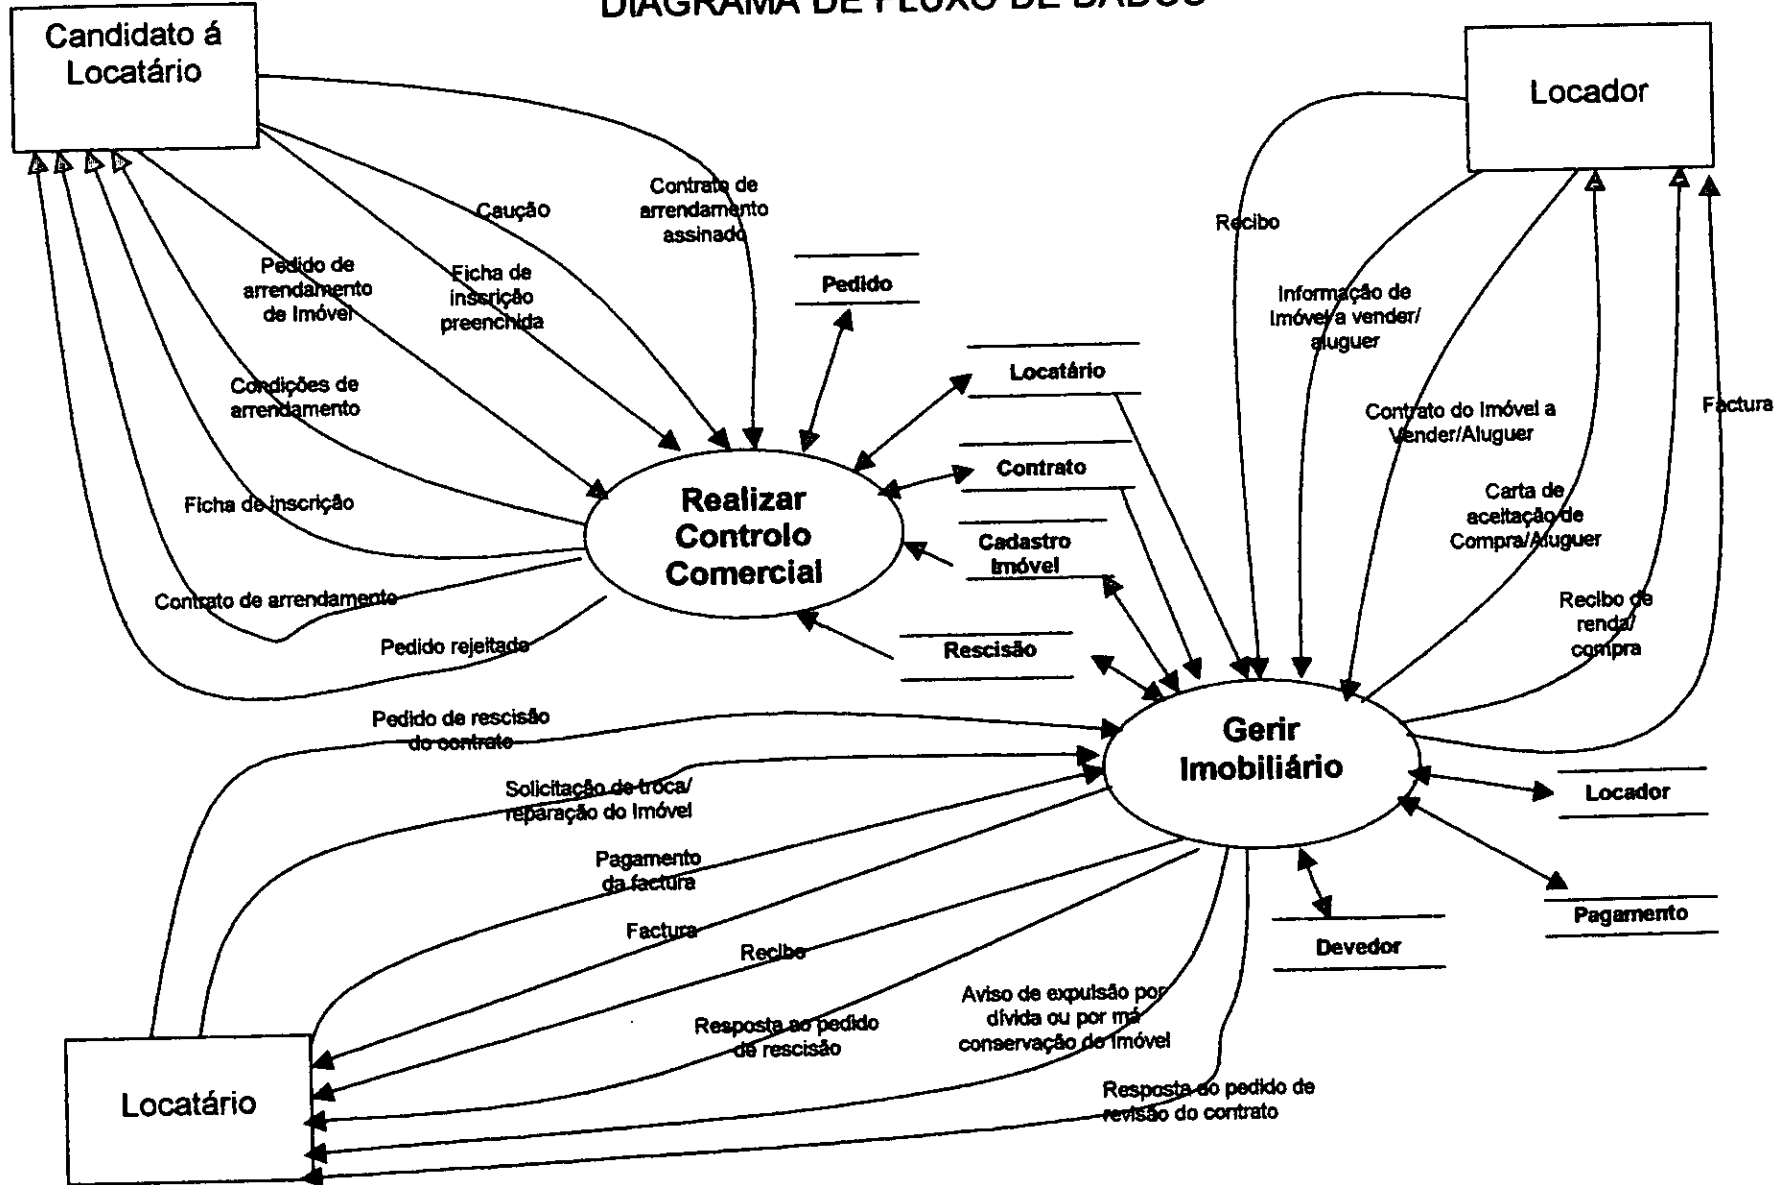 DIAGRAMA DE FLUXO DE DADOS
Candidato á
Locatário
Locador
Contrato de
arrendamento
assinado
Caução
Recibo
Pedido de
arrendamento
de Imóvel
Ficha de
inscrição
preenchida
Pedido
Informação de
Imóvel a vender/
aluguer
Locatário
Condições de
arrendamento
Contrato do Imóvel a
Vender/Aluguer
Factura
Contrato
Realizar
Controlo
Comercial
Ficha de inscrição
Carta de
aceitação de
Compra/Aluguer
Cadastro
Imóvel
Contrato de arrendamento
Recibo de
renda/
compra
Pedido rejeitado
Rescisão
Pedido de rescisão
do contrato
Gerir
Imobiliário
Solicitação de troca/
reparação do Imóvel
Locador
Pagamento
da factura
Pagamento
Factura
Recibo
Devedor
Aviso de expulsão por
dívida ou por má
conservação do Imóvel
Resposta ao pedido
de rescisão
Locatário
Resposta ao pedido de
revisão do contrato